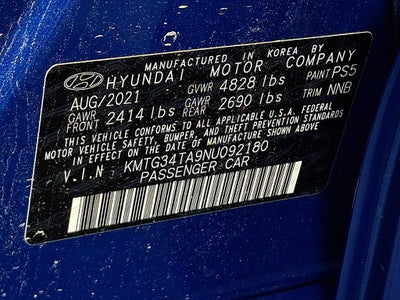 MANUFACTURED IN KOREA BY
HYUNDAI MOTOR COMPANY
AUG/2021 GVWR 4828 lbs PAINT PS5
GAWR FRONT 2414 lbs GAWR REAR 2690 lbs TRIM NNB
THIS VEHICLE CONFORMS TO ALL APPLICABLE U.S.A FEDERAL
MOTOR VEHICLE SAFETY, BUMPER, AND THEFT PREVENTION STANDARDS
IN EFFECT ON THE DATE OF MANUFACTURE SHOWN ABOVE.
V.I.N : KMTG34TA9NU092180
PASSENGER CAR